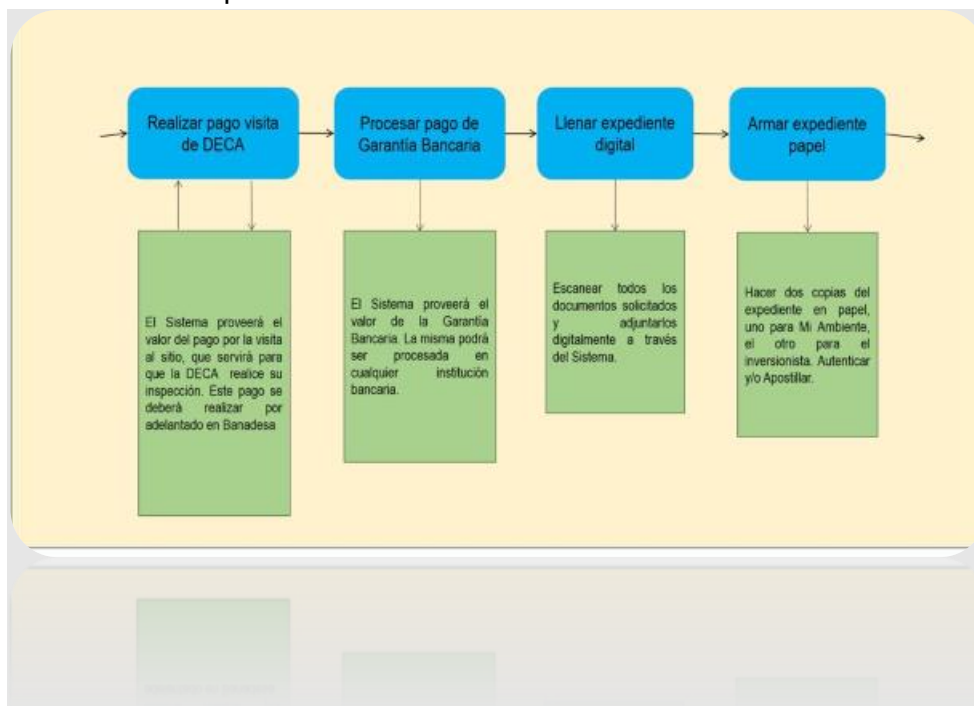 Realizar pago visita
de DECA
Procesar pago de
Garantía Bancaria
Llenar expediente
digital
Armar expediente
papel
El Sistema proveerá el
valor del pago por la visita
al sitio, que servirá para
que la DECA realice su
inspección. Este pago se
deberá realizar por
adelantado en Banadesa
El Sistema proveerá el
valor de la Garantía
Bancaria. La misma podrá
ser procesada en
cualquier institución
bancaria.
Escanear todos los
documentos solicitados
y adjuntarlos
digitalmente a través
del Sistema.
Hacer dos copias del
expediente en papel,
uno para Mi Ambiente,
el otro para el
inversionista. Autenticar
y/o Apostillar.